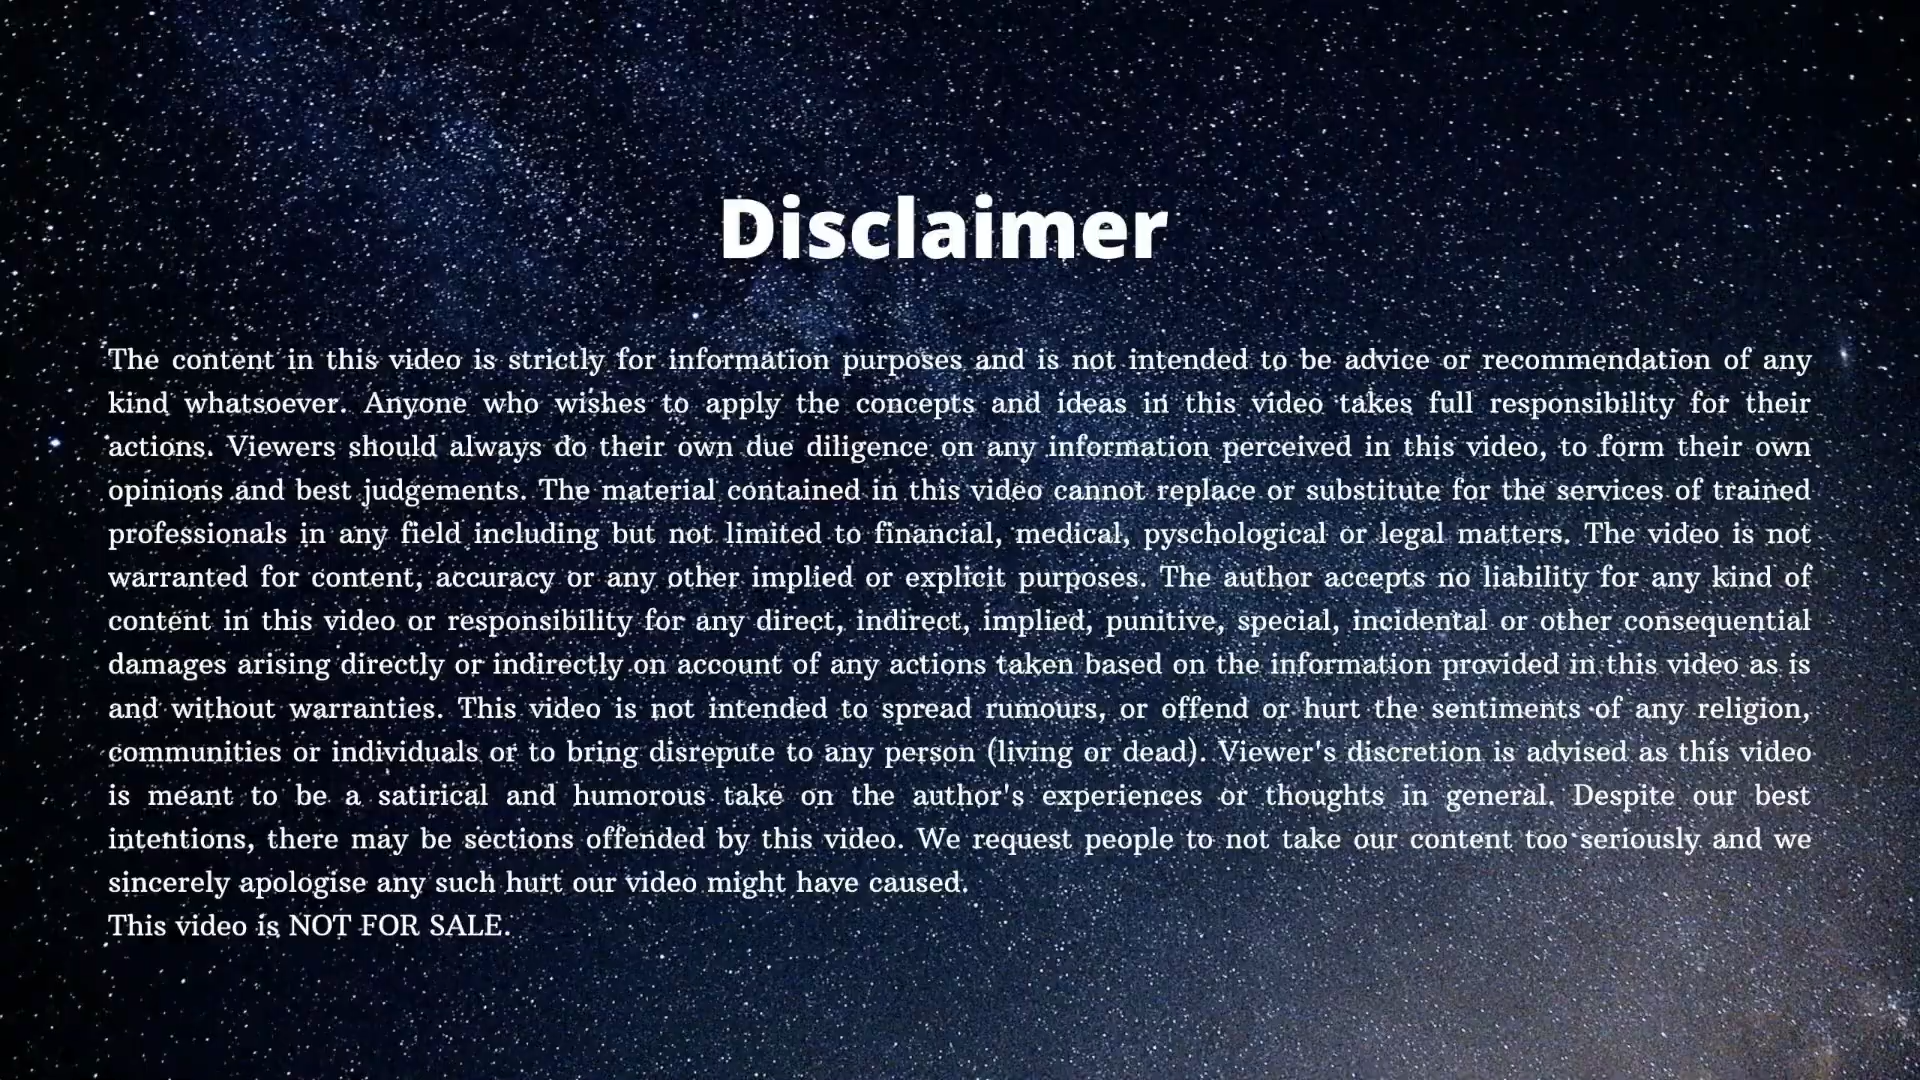 Disclaimer
The content in this video is strictly for information purposes and is not intended to be advice or recommendation of any
kind whatsoever. Anyone who wishes to apply the concepts and ideas in this video takes full responsibility for their
actions. Viewers should always do their own due diligence on any information perceived in this video, to form their own
opinions and best judgements. The material contained in this video cannot replace or substitute for the services of trained
professionals in any field including but not limited to financial, medical, pyschological or legal matters. The video is not
warranted for content, accuracy or any other implied or explicit purposes. The author accepts no liability for any kind of
content in this video or responsibility for any direct, indirect, implied, punitive, special, incidental or other consequential
damages arising directly or indirectly on account of any actions taken based on the information provided in this video as is
and without warranties. This video is not intended to spread rumours, or offend or hurt the sentiments of any religion,
communities or individuals or to bring disrepute to any person (living or dead). Viewer's discretion is advised as this video
is meant to be a satirical and humorous take on the author's experiences or thoughts in general. Despite our best
intentions, there may be sections offended by this video. We request people to not take our content too seriously and we
sincerely apologise any such hurt our video might have caused.
This video is NOT FOR SALE.